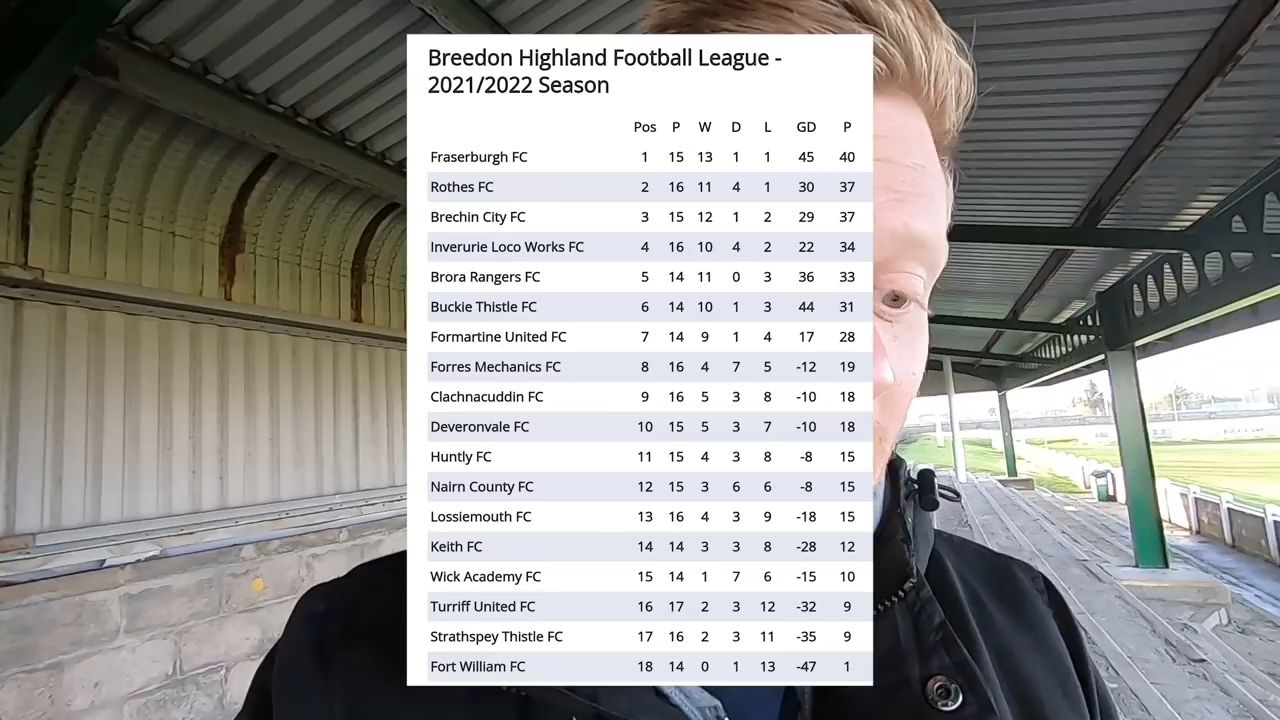 Breedon Highland Football League -
2021/2022 Season
Pos P W D L GD P
Fraserburgh FC 1 15 13 1 1 45 40
Rothes FC 2 16 11 4 1 30 37
Brechin City FC 3 15 12 1 2 29 37
Inverurie Loco Works FC 4 16 10 4 2 22 34
Brora Rangers FC 5 14 11 0 3 36 33
Buckie Thistle FC 6 14 10 1 3 44 31
Formartine United FC 7 14 9 1 4 17 28
Forres Mechanics FC 8 16 4 7 5 -12 19
Clachnacuddin FC 9 16 5 3 8 -10 18
Deveronvale FC 10 15 5 3 7 -10 18
Huntly FC 11 15 4 3 8 -8 15
Nairn County FC 12 15 3 6 6 -8 15
Lossiemouth FC 13 16 4 3 9 -18 15
Keith FC 14 14 3 3 8 -28 12
Wick Academy FC 15 14 1 7 6 -15 10
Turriff United FC 16 17 2 3 12 -32 9
Strathspey Thistle FC 17 16 2 3 11 -35 9
Fort William FC 18 14 0 1 13 -47 1